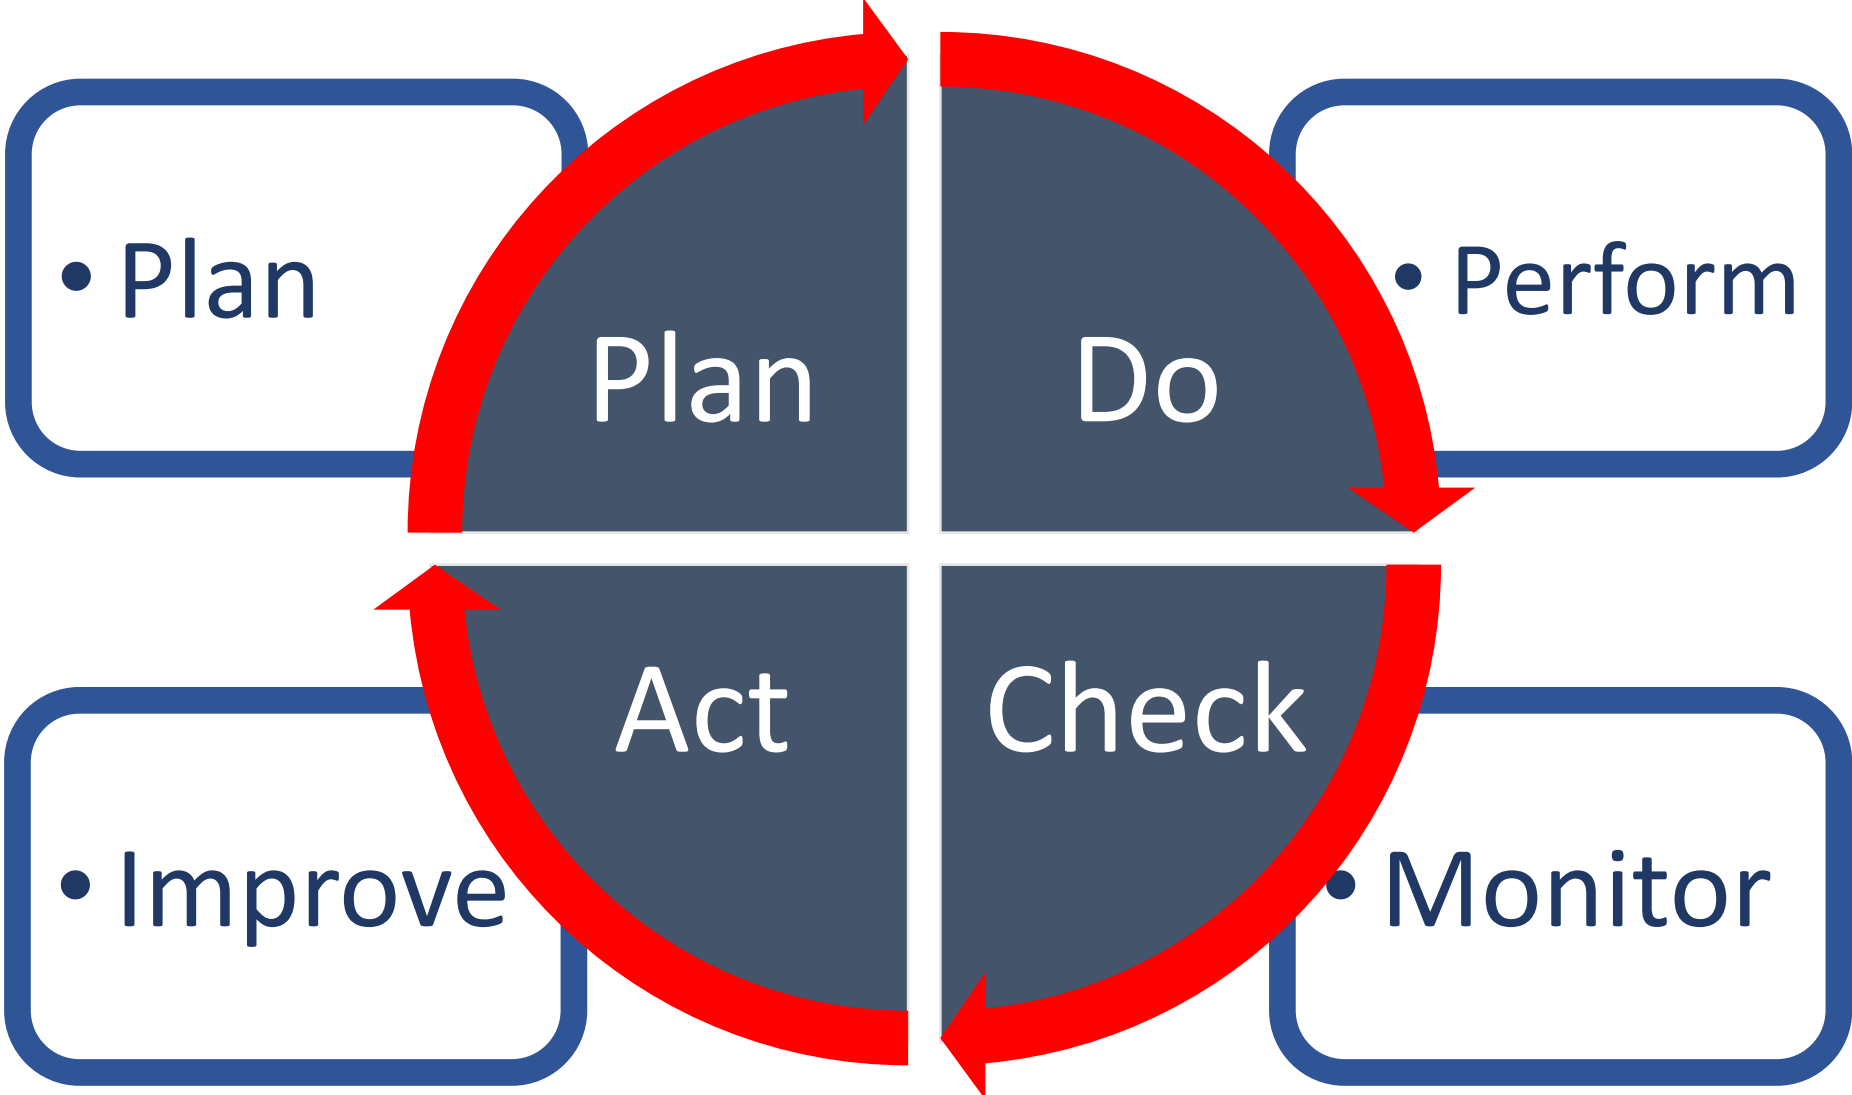 • Plan
Plan
Do
• Perform
Act
Check
• Improve
• Monitor